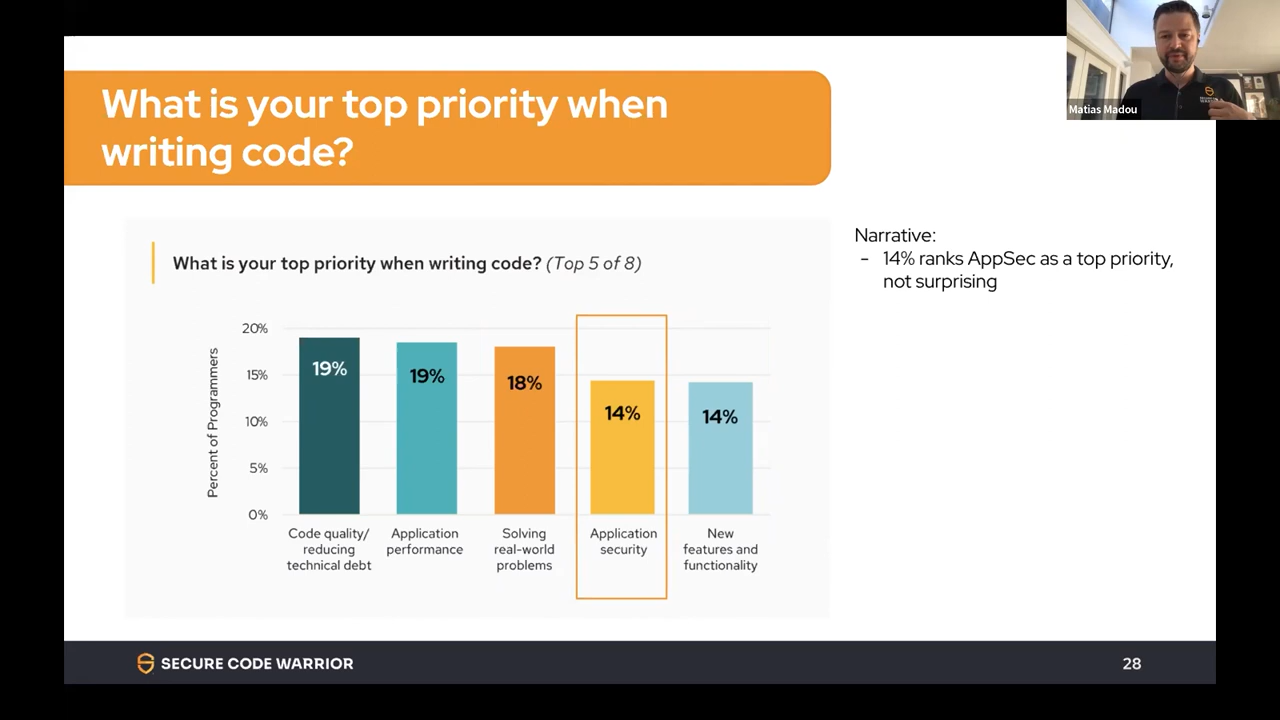 What is your top priority when
writing code?
Matias Madou
What is your top priority when writing code? (Top 5 of 8)
Narrative:
- 14% ranks AppSec as a top priority,
not surprising
Percent of Programmers
20%
15%
10%
5%
0%
19%
19%
18%
14%
14%
Code quality/
reducing
technical debt
Application
performance
Solving
real-world
problems
Application
security
New
features and
functionality
SECURE CODE WARRIOR
28